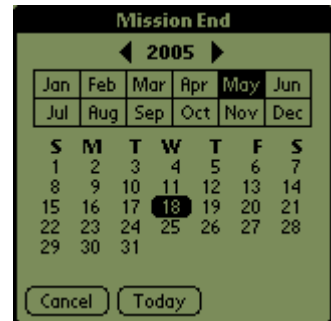 Mission End
2005
Jan Feb Mar Apr May Jun
Jul Aug Sep Oct Nov Dec
S M T W T F S
1 2 3 4 5 6 7
8 9 10 11 12 13 14
15 16 17 18 19 20 21
22 23 24 25 26 27 28
29 30 31
Cancel Today